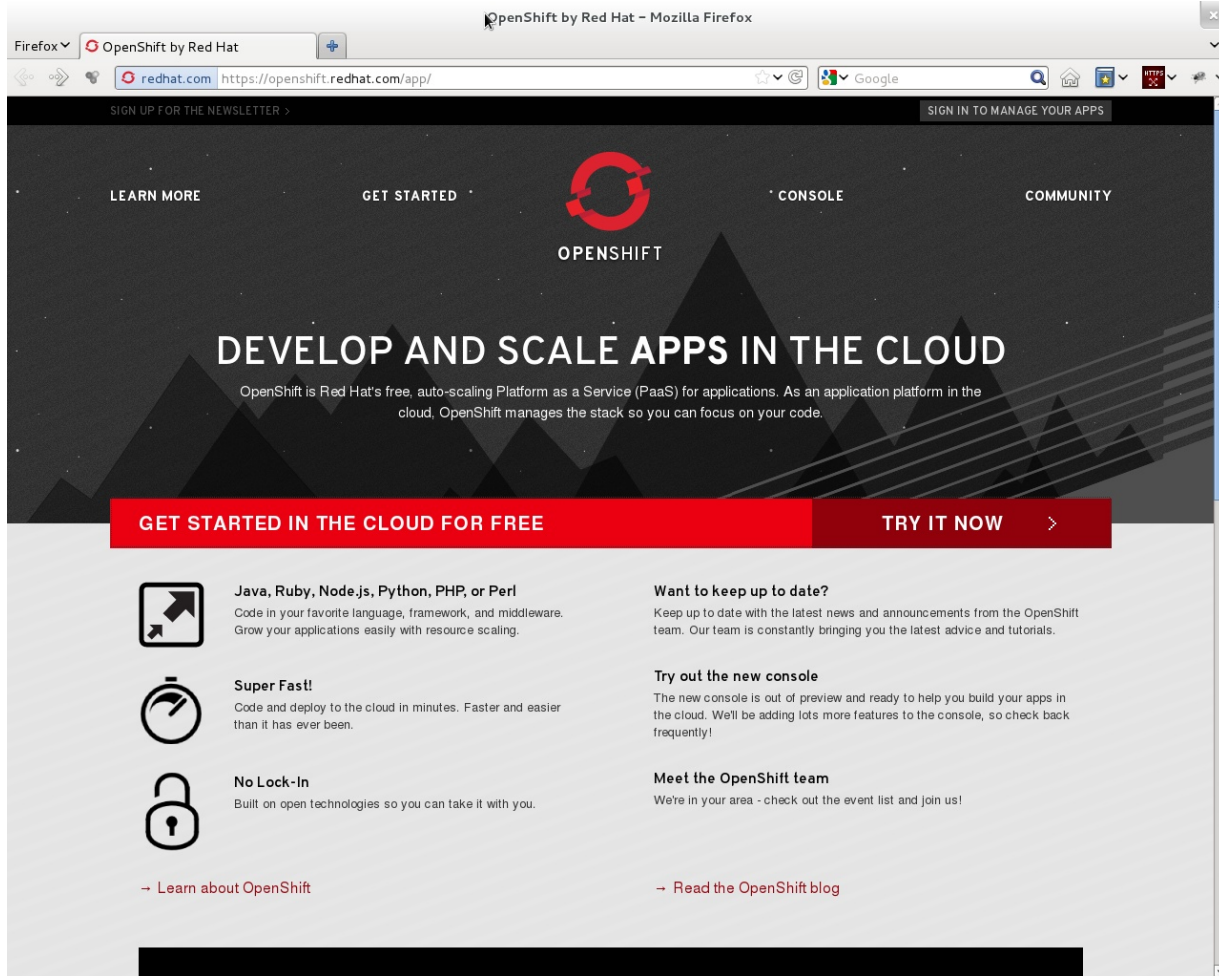 OpenShift by Red Hat - Mozilla Firefox
Firefox
OpenShift by Red Hat
redhat.com https://openshift.redhat.com/app/
Google
HTTPS
SIGN UP FOR THE NEWSLETTER >
SIGN IN TO MANAGE YOUR APPS
LEARN MORE
GET STARTED
CONSOLE
COMMUNITY
OPENSHIFT
DEVELOP AND SCALE APPS IN THE CLOUD
OpenShift is Red Hat's free, auto-scaling Platform as a Service (PaaS) for applications. As an application platform in the
cloud, OpenShift manages the stack so you can focus on your code.
GET STARTED IN THE CLOUD FOR FREE
TRY IT NOW >
Java, Ruby, Node.js, Python, PHP, or Perl
Code in your favorite language, framework, and middleware.
Grow your applications easily with resource scaling.
Super Fast!
Code and deploy to the cloud in minutes. Faster and easier
than it has ever been.
No Lock-In
Built on open technologies so you can take it with you.
→ Learn about OpenShift
Want to keep up to date?
Keep up to date with the latest news and announcements from the OpenShift
team. Our team is constantly bringing you the latest advice and tutorials.
Try out the new console
The new console is out of preview and ready to help you build your apps in
the cloud. We'll be adding lots more features to the console, so check back
frequently!
Meet the OpenShift team
We're in your area - check out the event list and join us!
→ Read the OpenShift blog